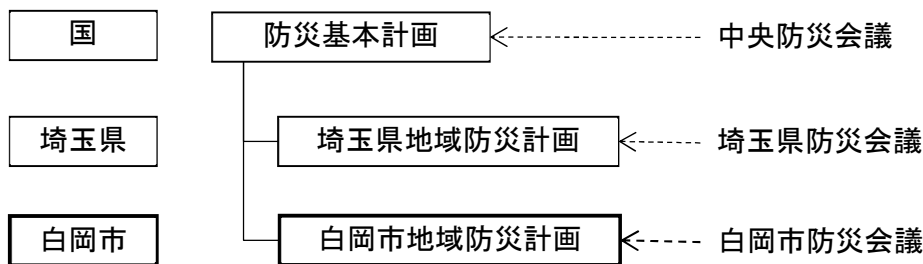 国 防災基本計画 中央防災会議
埼玉県 埼玉県地域防災計画 埼玉県防災会議
白岡市 白岡市地域防災計画 白岡市防災会議